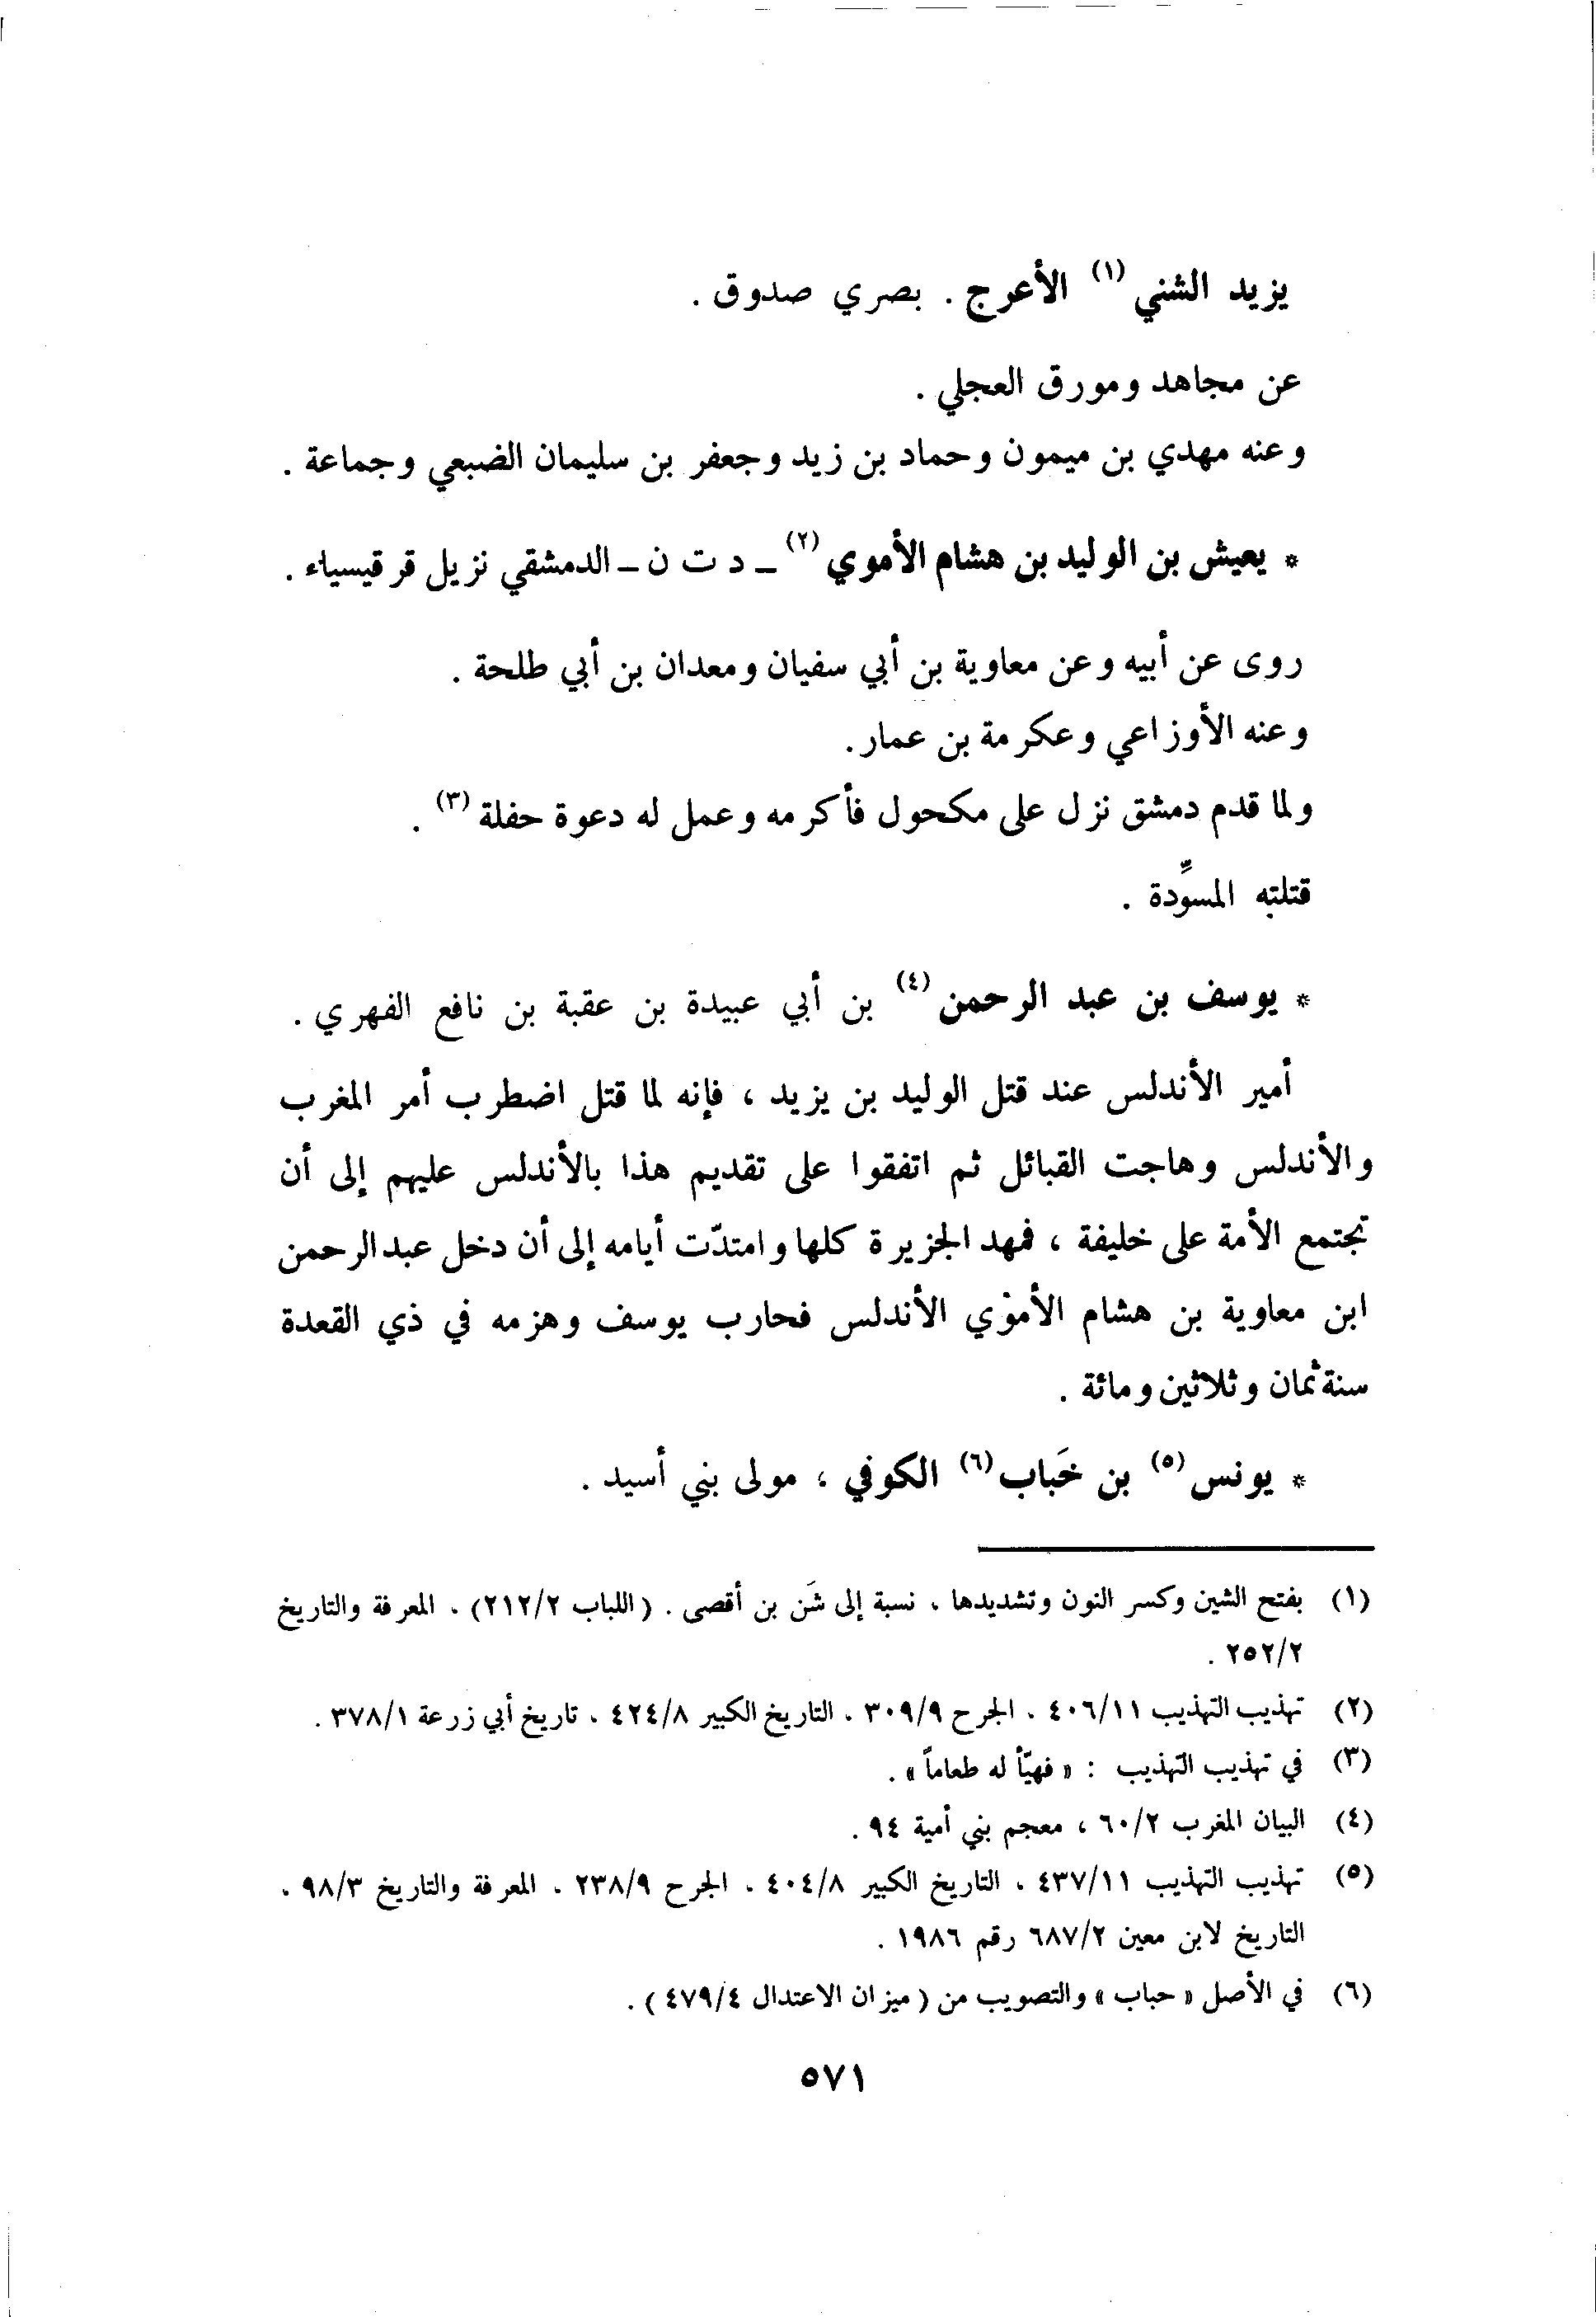 يزيد الشني (١) الأعرج . بصري صدوق .
عن مجاهد ومورق العجلي .
وعنه مهدي بن ميمون وحماد بن زيد وجعفر بن سليمان الضبعي وجماعة .
* يعيش بن الوليد بن هشام الأموي (٢) ــ د ت ن ــ الدمشقي نزيل قرقيسياء .
روى عن أبيه وعن معاوية بن أبي سفيان ومعدان بن أبي طلحة .
وعنه الأوزاعي وعكرمة بن عمار .
ولما قدم دمشق نزل على مكحول فأكرمه وعمل له دعوة حفلة (٣) .
قتلته المسوِّدة .
* يوسف بن عبد الرحمن (٤) بن أبي عبيدة بن عقبة بن نافع الفهري .
أمير الأندلس عند قتل الوليد بن يزيد ، فإنه لما قتل اضطرب أمر المغرب
والأندلس وهاجت القبائل ثم اتفقوا على تقديم هذا بالأندلس عليهم إلى أن
تجتمع الأمة على خليفة ، فمهد الجزيرة كلها وامتدّت أيامه إلى أن دخل عبد الرحمن
ابن معاوية بن هشام الأموْي الأندلس فحارب يوسف وهزمه في ذي القعدة
سنة ثمان وثلاثين ومائة .
* يونس (٥) بن خَباب (٦) الكوفي ، مولى بني أسيد .
(١) بفتح الشين وكسر النون وتشديدها ، نسبة إلى شَن بن أقصى . (اللباب ٢١٢/٢) ، المعرفة والتاريخ
٢٥٢/٢ .
(٢) تهذيب التهذيب ٤٠٦/١١ ، الجرح ٣٠٩/٩ ، التاريخ الكبير ٤٢٤/٨ ، تاريخ أبي زرعة ٣٧٨/١ .
(٣) في تهذيب التهذيب : « فهيّأ له طعاماً » .
(٤) البيان المغرب ٦٠/٢ ، معجم بني أمية ٩٤ .
(٥) تهذيب التهذيب ٤٣٧/١١ ، التاريخ الكبير ٤٠٤/٨ ، الجرح ٢٣٨/٩ ، المعرفة والتاريخ ٩٨/٣ ،
التاريخ لابن معين ٦٨٧/٢ رقم ١٩٨٦ .
(٦) في الأصل « حباب » والتصويب من ( ميزان الاعتدال ٤٧٩/٤ ) .
٥٧١